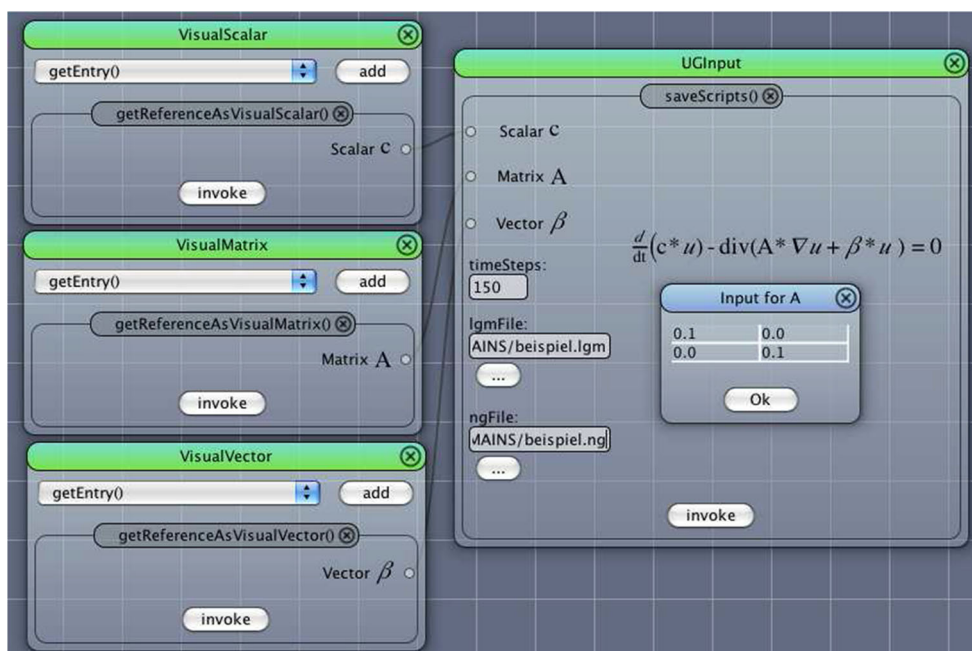 VisualScalar
getEntry()
add
getReferenceAsVisualScalar()
Scalar c
invoke
VisualMatrix
getEntry()
add
getReferenceAsVisualMatrix()
Matrix A
invoke
VisualVector
getEntry()
add
getReferenceAsVisualVector()
Vector β
invoke
UGInput
saveScripts()
Scalar c
Matrix A
Vector β
d/dt(c*u) - div(A* ∇u + β*u ) = 0
timeSteps:
150
lgmFile:
AINS/beispiel.lgm
...
ngFile:
MAINS/beispiel.ng
...
Input for A
0.1 0.0
0.0 0.1
Ok
invoke